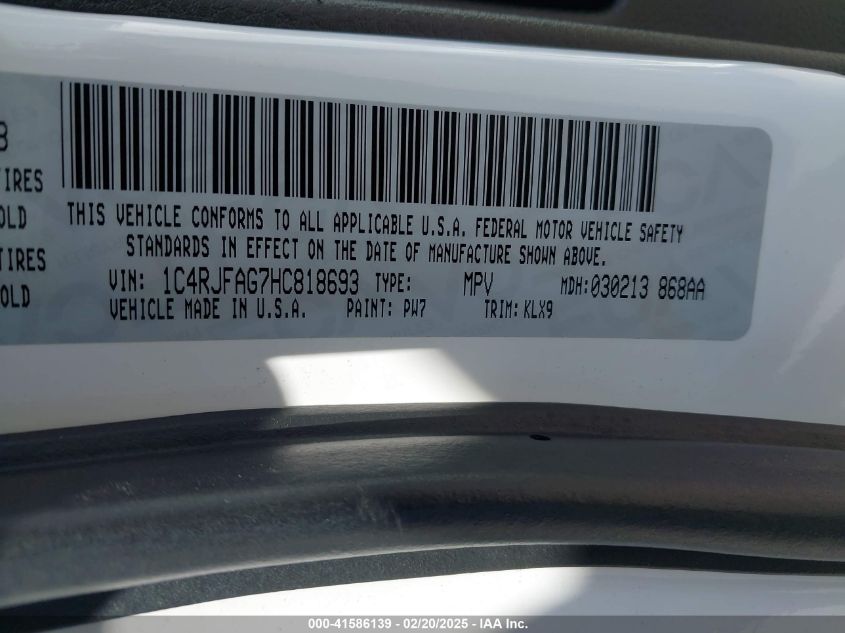 8
TIRES
OLD
TIRES
OLD
THIS VEHICLE CONFORMS TO ALL APPLICABLE U.S.A. FEDERAL MOTOR VEHICLE SAFETY
STANDARDS IN EFFECT ON THE DATE OF MANUFACTURE SHOWN ABOVE.
VIN: 1C4RJFAG7HC818693 TYPE: MPV MDH:030213 868AA
VEHICLE MADE IN U.S.A. PAINT: PW7 TRIM: KLX9
000-41586139 - 02/20/2025 - IAA Inc.